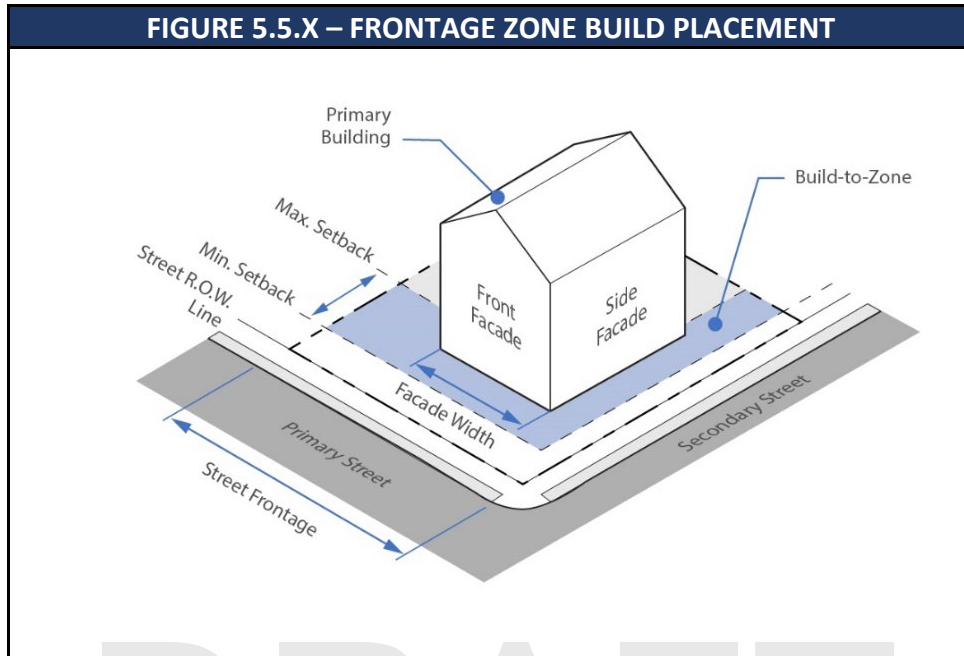 FIGURE 5.5.X – FRONTAGE ZONE BUILD PLACEMENT
Primary
Building
Build-to-Zone
Max. Setback
Min. Setback
Street R.O.W.
Line
Front
Facade
Side
Facade
Facade Width
Primary Street
Secondary Street
Street Frontage
DRAFT